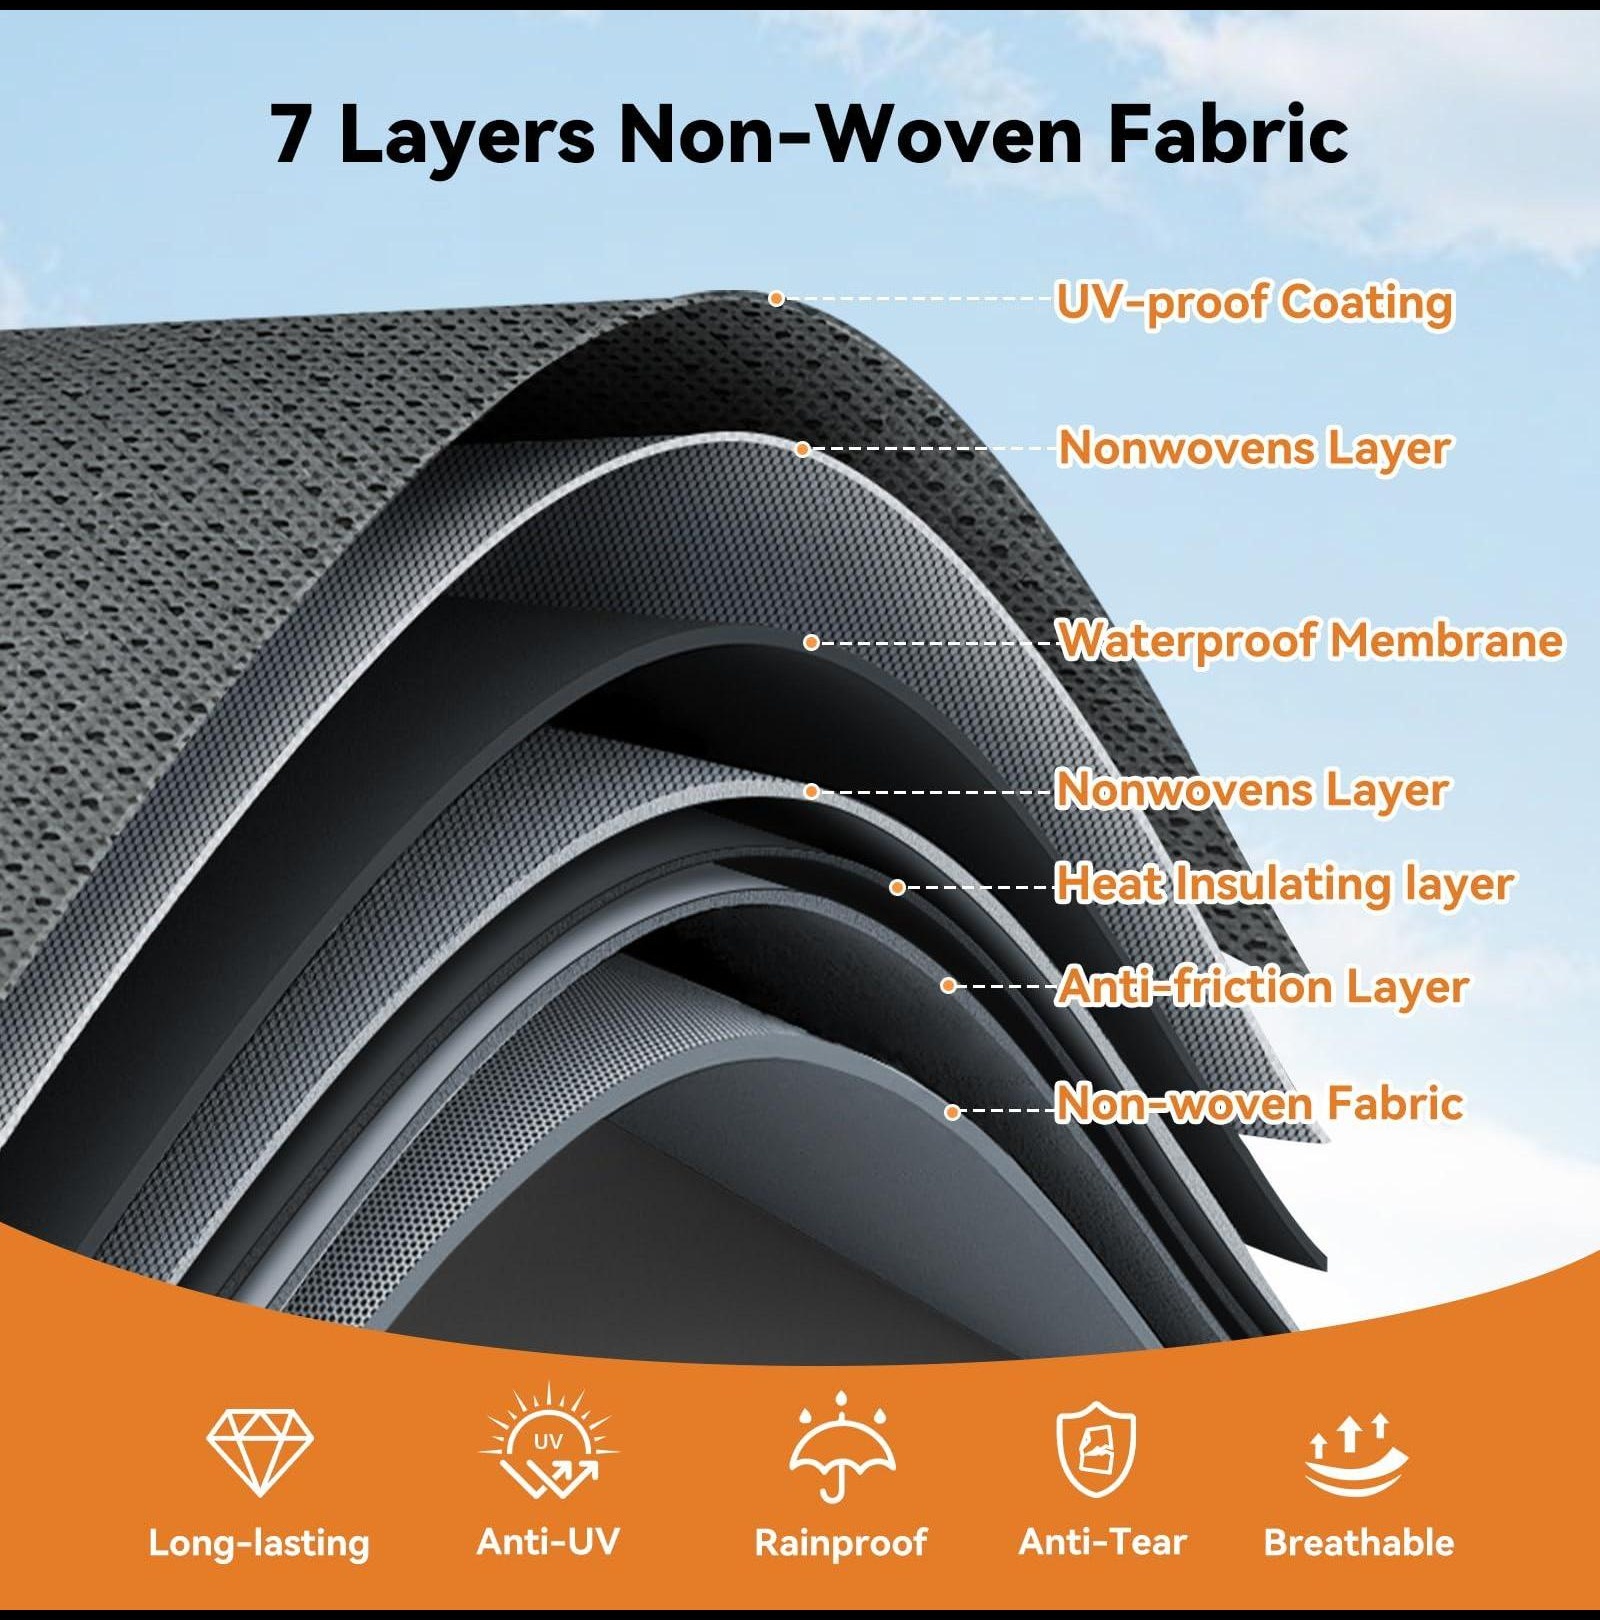 7 Layers Non-Woven Fabric
UV-proof Coating
Nonwovens Layer
Waterproof Membrane
Nonwovens Layer
Heat Insulating layer
Anti-friction Layer
Non-woven Fabric
UV
Long-lasting
Anti-UV
Rainproof
Anti-Tear
Breathable